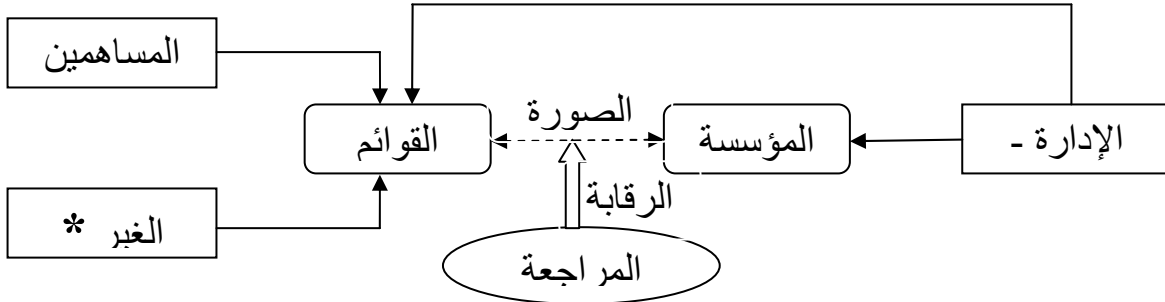 المساهمين
الصورة
الإدارة -
المؤسسة
القوائم
الرقابة
الغير *
المراجعة